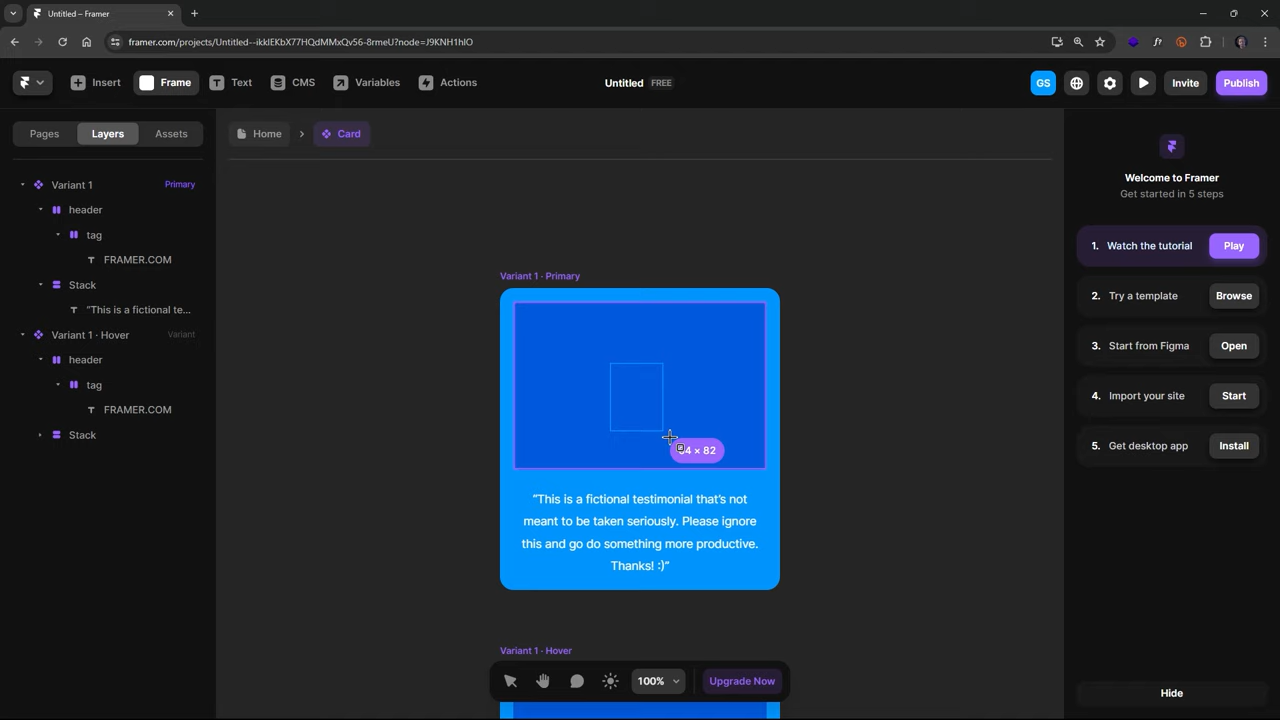 Untitled – Framer
framer.com/projects/Untitled--ikklEKbX77HQdMMxQv56-8rmeU?node=J9KNH1hIO
Insert
Frame
Text
CMS
Variables
Actions
Untitled FREE
GS
Invite
Publish
Pages
Layers
Assets
Home
Card
Variant 1 Primary
header
tag
FRAMER.COM
Stack
"This is a fictional te...
Variant 1 · Hover Variant
header
tag
FRAMER.COM
Stack
Variant 1 · Primary
× 82
"This is a fictional testimonial that's not
meant to be taken seriously. Please ignore
this and go do something more productive.
Thanks! :)"
Variant 1 · Hover
100%
Upgrade Now
Welcome to Framer
Get started in 5 steps
1. Watch the tutorial Play
2. Try a template Browse
3. Start from Figma Open
4. Import your site Start
5. Get desktop app Install
Hide